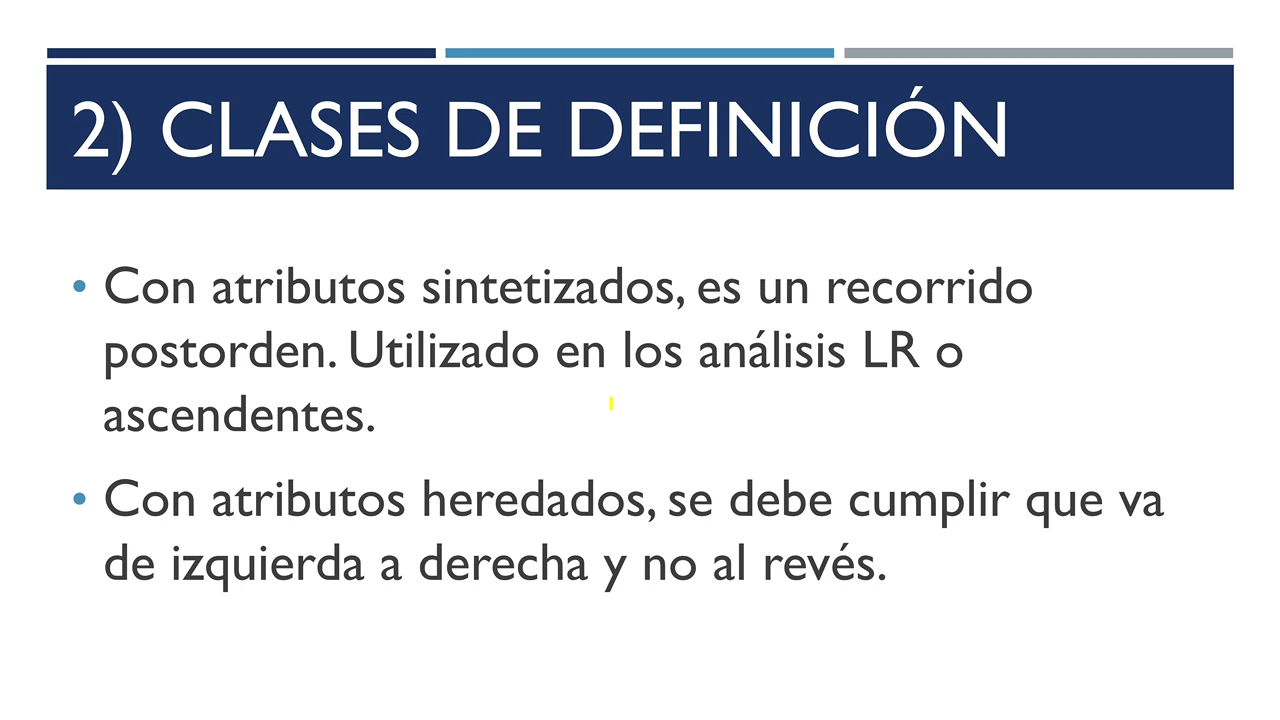 2) CLASES DE DEFINICIÓN
• Con atributos sintetizados, es un recorrido
postorden. Utilizado en los análisis LR o
ascendentes.
• Con atributos heredados, se debe cumplir que va
de izquierda a derecha y no al revés.